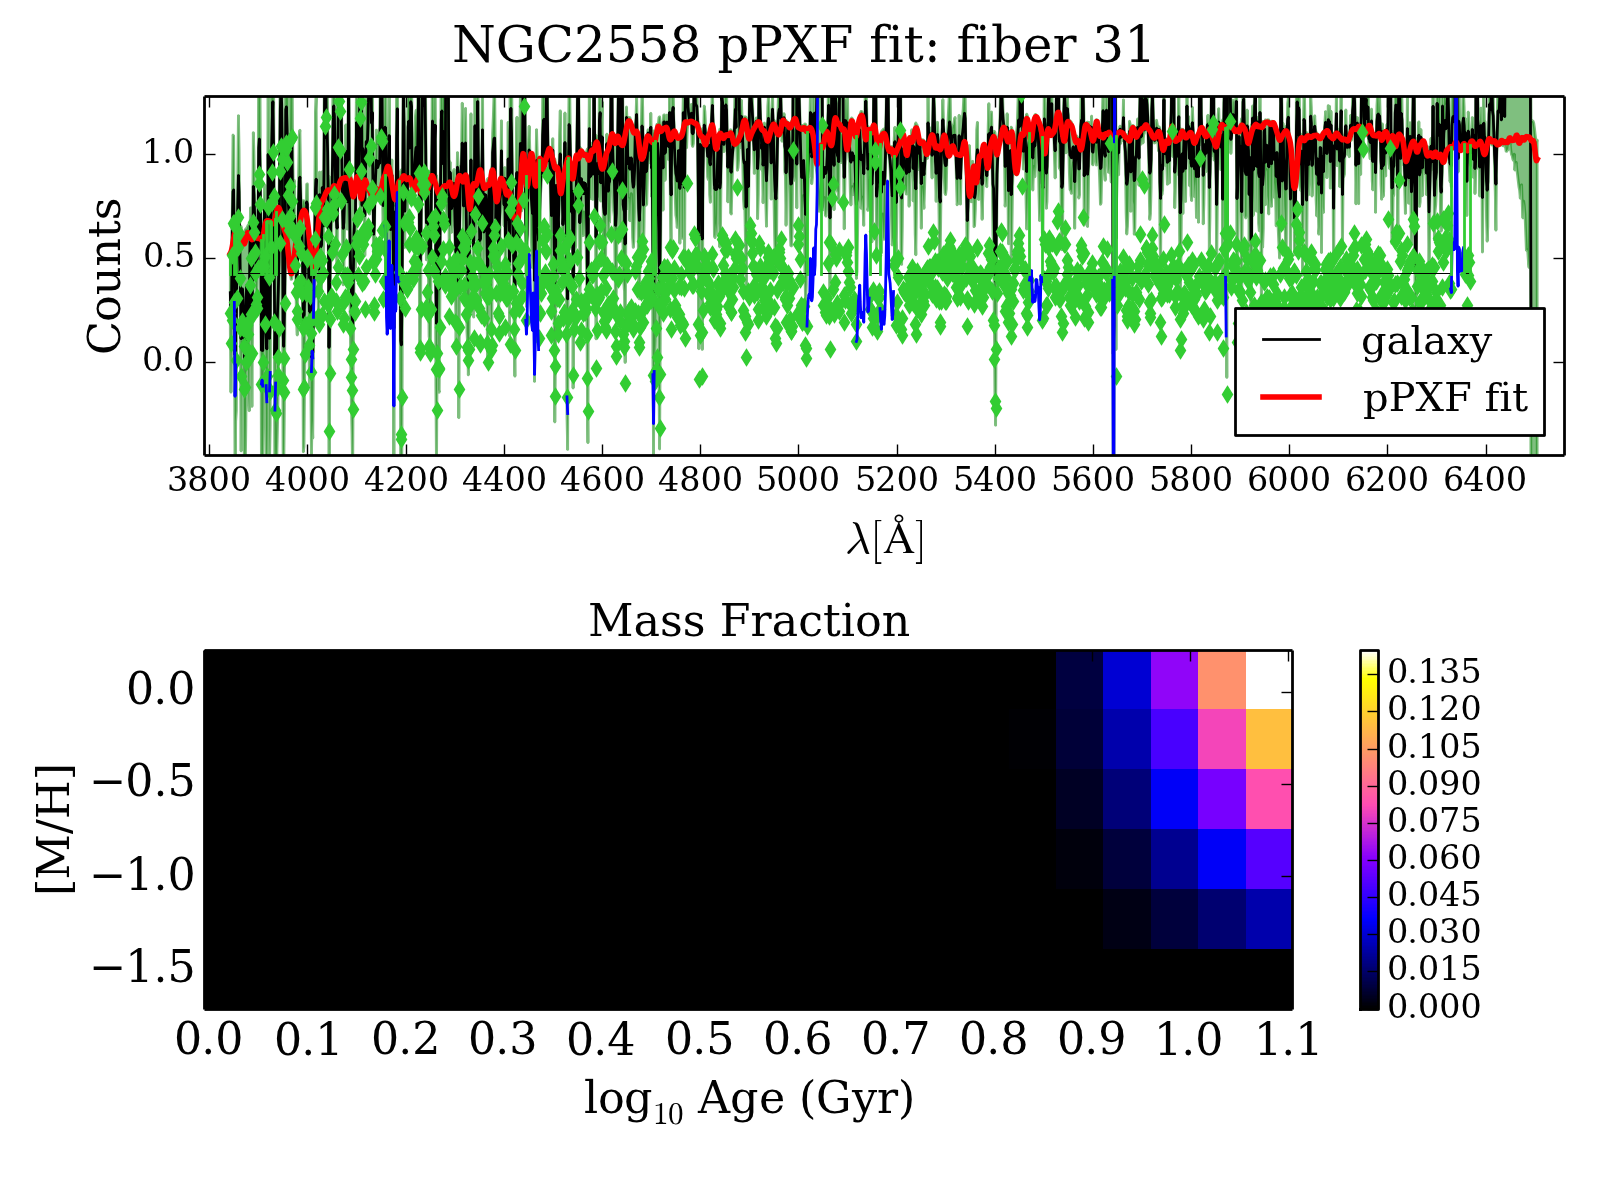 NGC2558 pPXF fit: fiber 31
Counts
1.0
0.5
0.0
galaxy
pPXF fit
3800 4000 4200 4400 4600 4800 5000 5200 5400 5600 5800 6000 6200 6400
λ[Å]
Mass Fraction
[M/H]
0.0
−0.5
−1.0
−1.5
0.135
0.120
0.105
0.090
0.075
0.060
0.045
0.030
0.015
0.000
0.0 0.1 0.2 0.3 0.4 0.5 0.6 0.7 0.8 0.9 1.0 1.1
log₁₀ Age (Gyr)